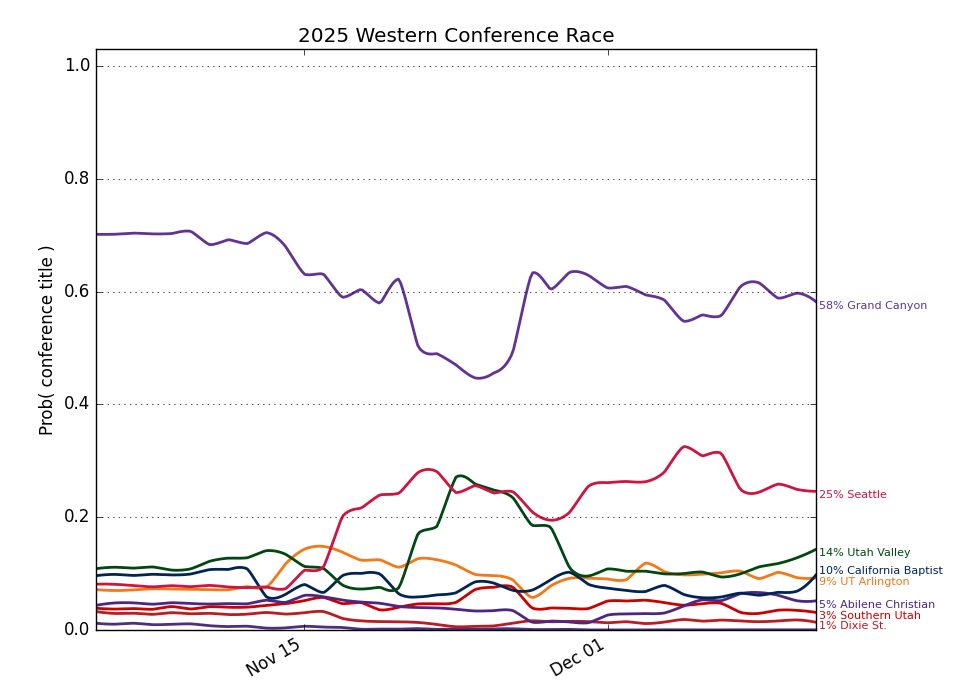 2025 Western Conference Race
1.0
0.8
0.6
0.4
0.2
0.0
Prob( conference title )
Nov 15
Dec 01
58% Grand Canyon
25% Seattle
14% Utah Valley
10% California Baptist
9% UT Arlington
5% Abilene Christian
3% Southern Utah
1% Dixie St.